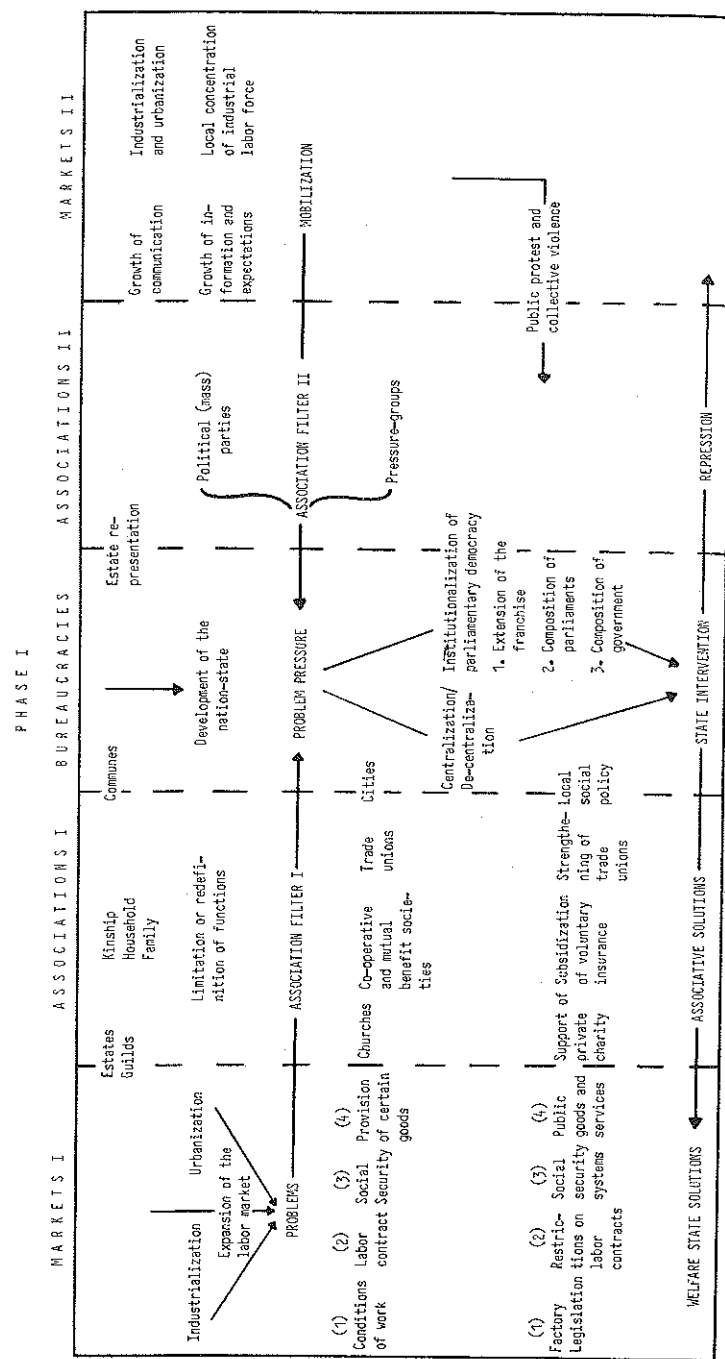 PHASE I
MARKETS I
ASSOCIATIONS I
BUREAUCRACIES
ASSOCIATIONS II
MARKETS II
Estates
Guilds
Kinship
Household
Family
Communes
Estate re-
presentation
Industrialization
Urbanization
Expansion of the
labor market
Limitation or redefi-
nition of functions
Development of the
nation-state
Political (mass)
parties
Growth of
communication
Industrialization
and urbanization
Growth of in-
formation and
expectations
Local concentration
of industrial
labor force
PROBLEMS
ASSOCIATION FILTER I
PROBLEM PRESSURE
ASSOCIATION FILTER II
MOBILIZATION
Pressure-groups
(1)
Conditions
of work
(2)
Labor
contract
(3)
Social
Security
(4)
Provision
of certain
goods
Churches
Co-operative
and mutual
benefit socie-
ties
Trade
unions
Cities
Centralization/
De-centraliza-
tion
Institutionalization of
parliamentary democracy
1. Extension of the
franchise
2. Composition of
parliaments
3. Composition of
government
Public protest and
collective violence
(1)
Factory
Legislation
(2)
Restric-
tions on
labor
contracts
(3)
Social
security
systems
(4)
Public
goods and
services
Support of
private
charity
Subsidization
of voluntary
insurance
Strengthe-
ning of
trade
unions
Local
social
policy
WELFARE STATE SOLUTIONS
ASSOCIATIVE SOLUTIONS
STATE INTERVENTION
REPRESSION